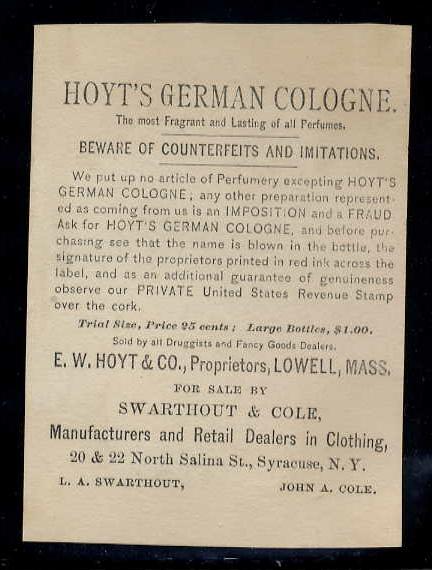 HOYT'S GERMAN COLOGNE.
The most Fragrant and Lasting of all Perfumes.
BEWARE OF COUNTERFEITS AND IMITATIONS.
We put up no article of Perfumery excepting HOYT'S
GERMAN COLOGNE; any other preparation represent-
ed as coming from us is an IMPOSITION and a FRAUD.
Ask for HOYT'S GERMAN COLOGNE, and before pur-
chasing see that the name is blown in the bottle, the
signature of the proprietors printed in red ink across the
label, and as an additional guarantee of genuineness
observe our PRIVATE United States Revenue Stamp
over the cork.
Trial Size, Price 25 cents; Large Bottles, $1.00.
Sold by all Druggists and Fancy Goods Dealers.
E. W. HOYT & CO., Proprietors, LOWELL, MASS.
FOR SALE BY
SWARTHOUT & COLE,
Manufacturers and Retail Dealers in Clothing,
20 & 22 North Salina St., Syracuse, N. Y.
L. A. SWARTHOUT, JOHN A. COLE.